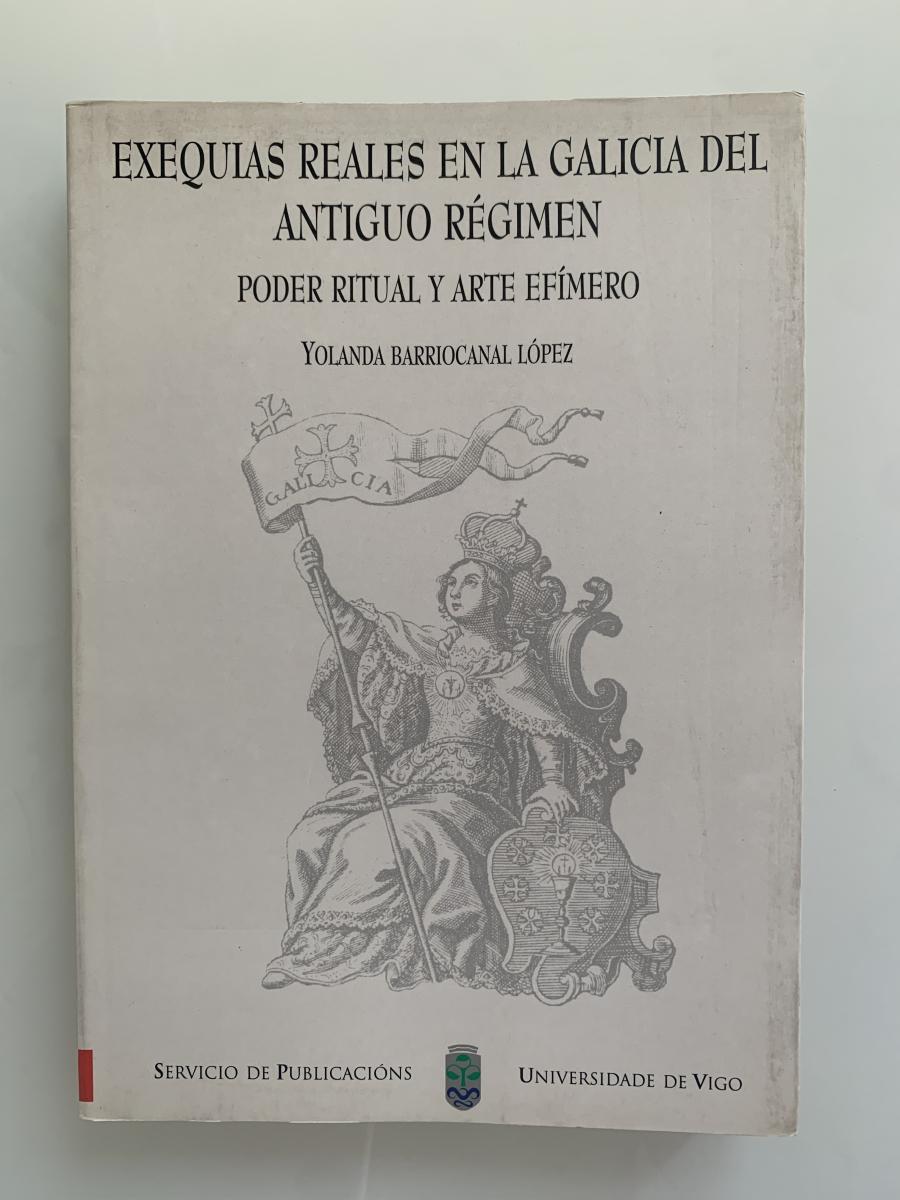 EXEQUIAS REALES EN LA GALICIA DEL
ANTIGUO RÉGIMEN
PODER RITUAL Y ARTE EFÍMERO
YOLANDA BARRIOCANAL LÓPEZ
GALLICIA
SERVICIO DE PUBLICACIÓNS
UNIVERSIDADE DE VIGO